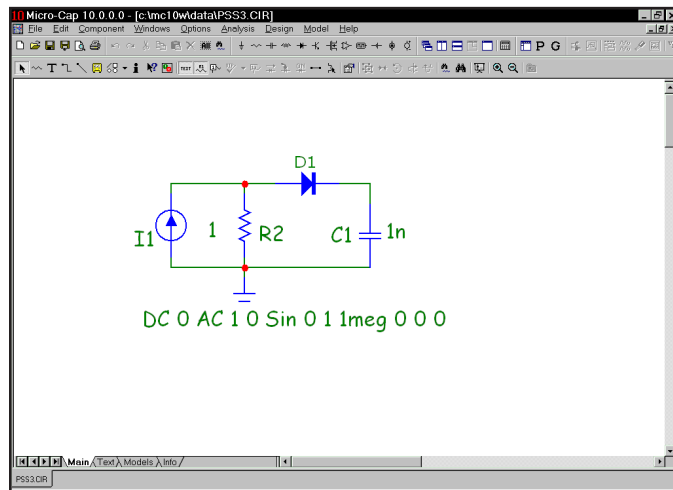 10 Micro-Cap 10.0.0.0 - [c:\mc10w\data\PSS3.CIR]
File Edit Component Windows Options Analysis Design Model Help
P G
T TEXT
D1
I1 1 R2 C1 1n
DC 0 AC 1 0 Sin 0 1 1meg 0 0 0
Main Text Models Info
PSS3.CIR